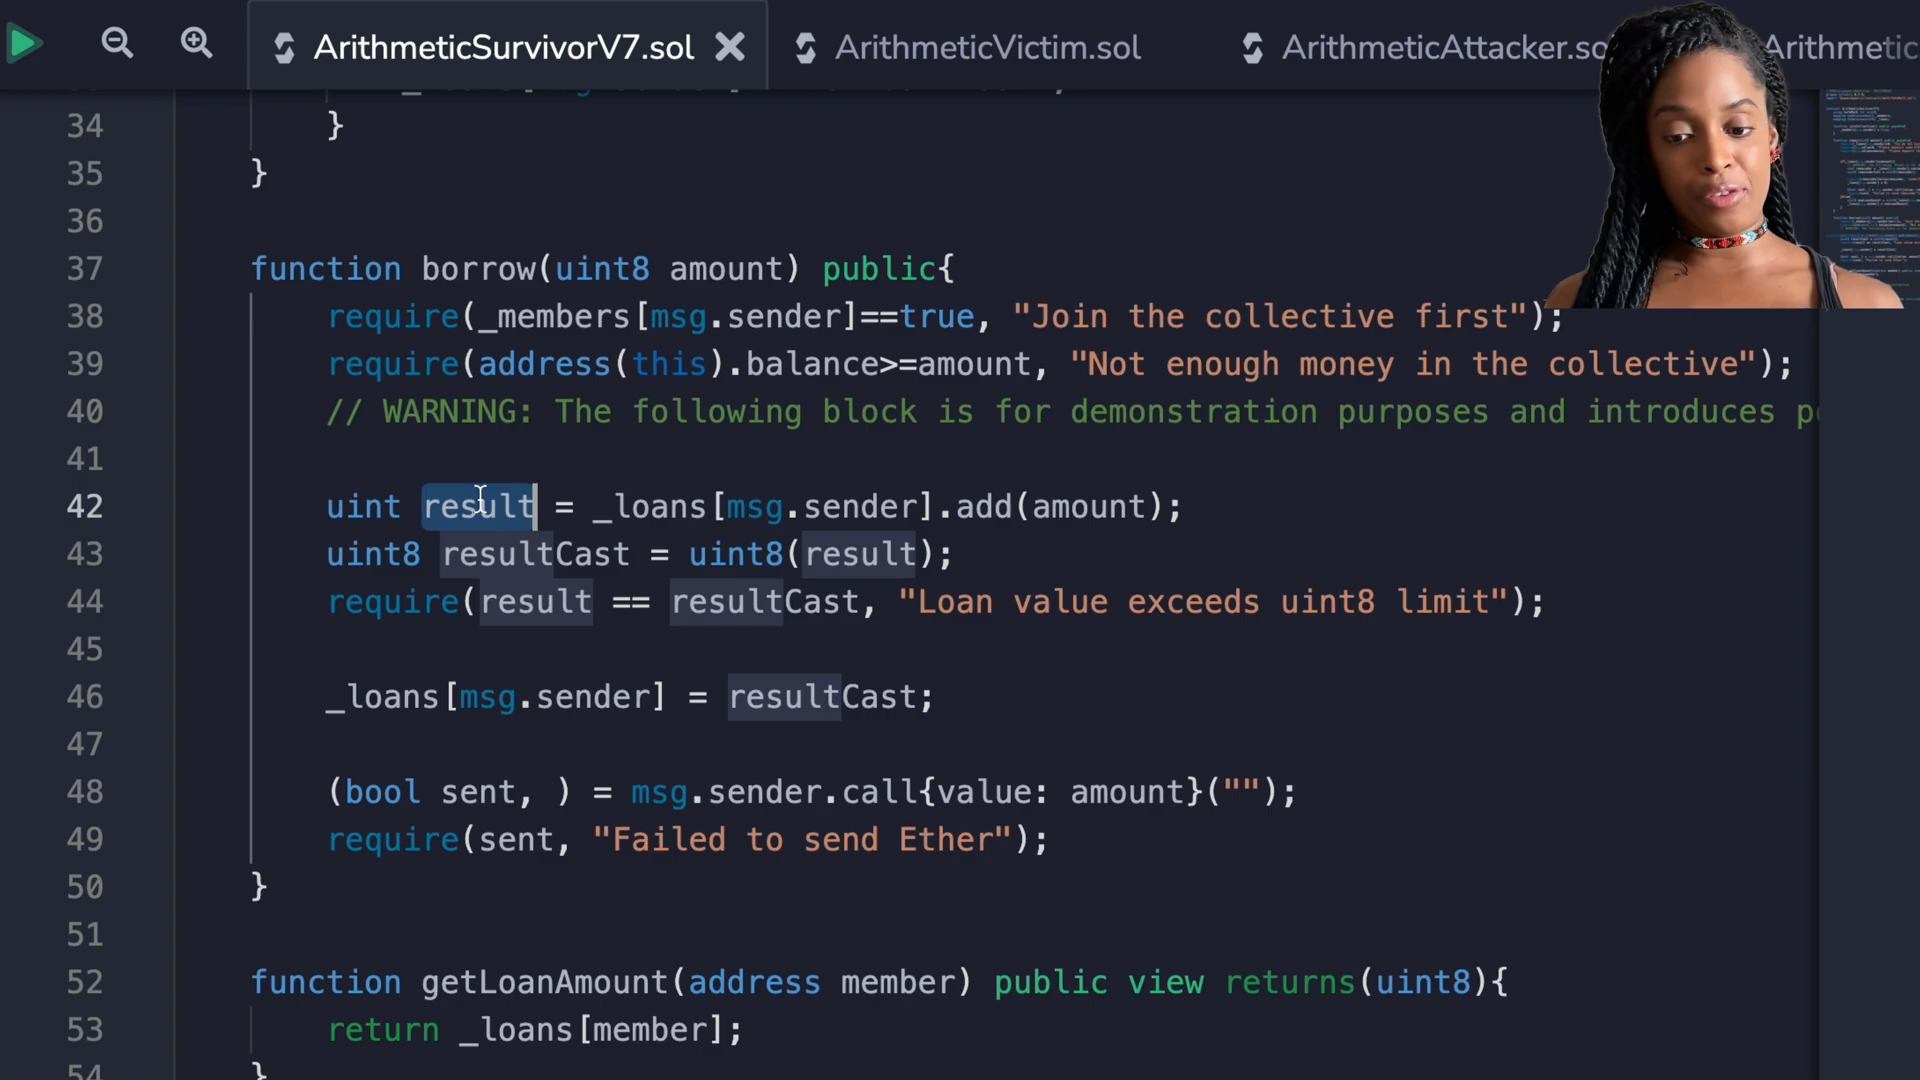 ArithmeticSurvivorV7.sol ArithmeticVictim.sol ArithmeticAttacker.so Arithmetic
34 }
35 }
36
37 function borrow(uint8 amount) public{
38 require(_members[msg.sender]==true, "Join the collective first");
39 require(address(this).balance>=amount, "Not enough money in the collective");
40 // WARNING: The following block is for demonstration purposes and introduces
41
42 uint result = _loans[msg.sender].add(amount);
43 uint8 resultCast = uint8(result);
44 require(result == resultCast, "Loan value exceeds uint8 limit");
45
46 _loans[msg.sender] = resultCast;
47
48 (bool sent, ) = msg.sender.call{value: amount}("");
49 require(sent, "Failed to send Ether");
50 }
51
52 function getLoanAmount(address member) public view returns(uint8){
53 return _loans[member];
54 }